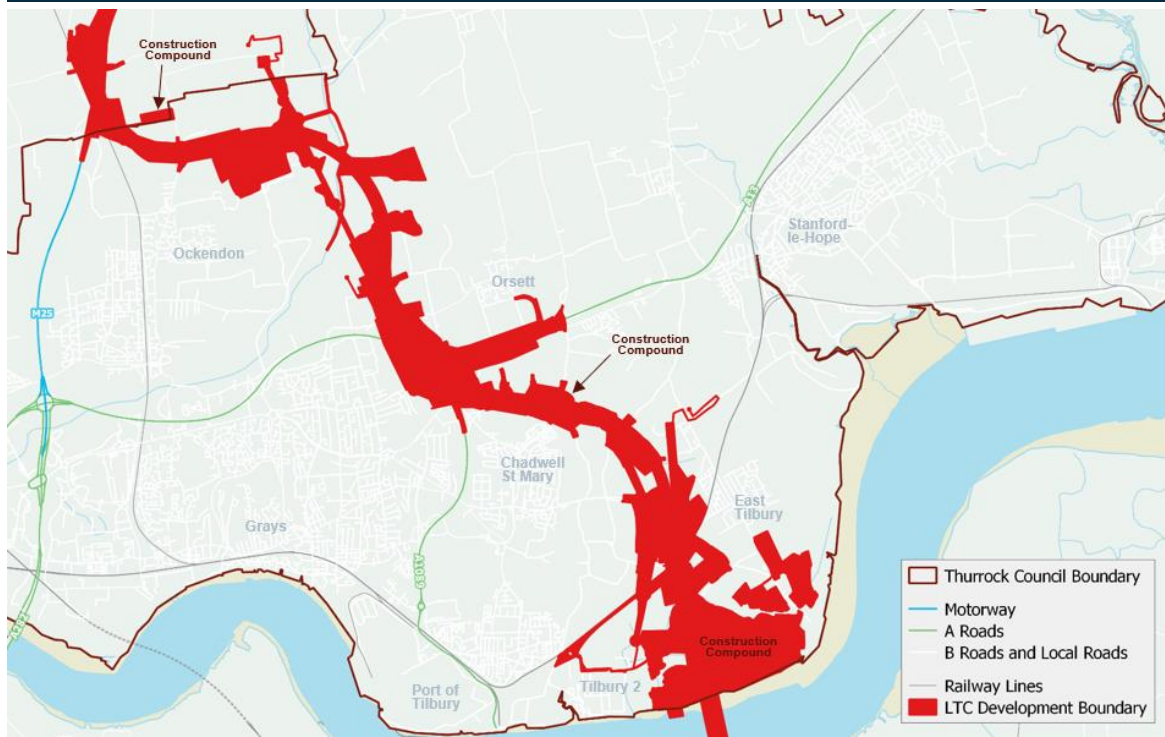 Construction
Compound
Ockendon
M25
Orsett
A13
Stanford-
le-Hope
Construction
Compound
Chadwell
St Mary
Grays
East
Tilbury
A1089
A282
Port of
Tilbury
Tilbury 2
Construction
Compound
Thurrock Council Boundary
Motorway
A Roads
B Roads and Local Roads
Railway Lines
LTC Development Boundary